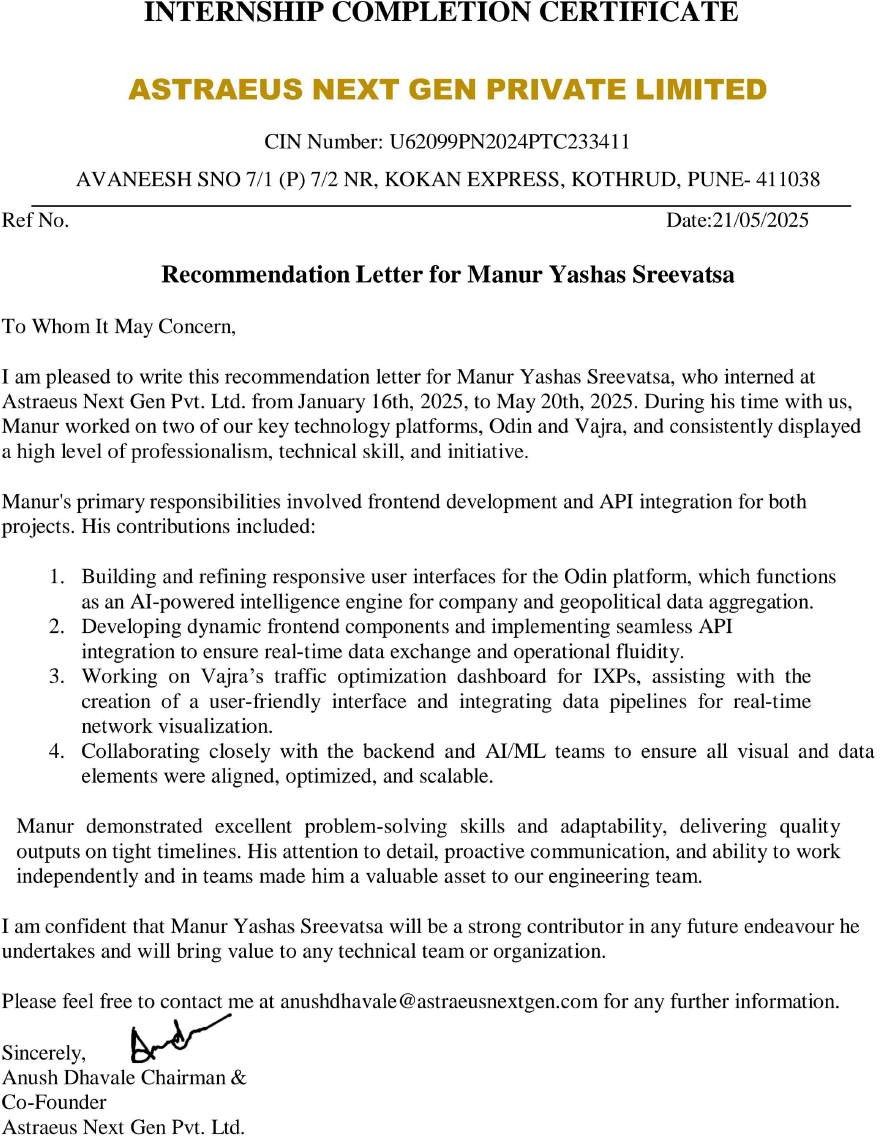 INTERNSHIP COMPLETION CERTIFICATE
ASTRAEUS NEXT GEN PRIVATE LIMITED
CIN Number: U62099PN2024PTC233411
AVANEESH SNO 7/1 (P) 7/2 NR, KOKAN EXPRESS, KOTHRUD, PUNE- 411038
Ref No. Date:21/05/2025
Recommendation Letter for Manur Yashas Sreevatsa
To Whom It May Concern,
I am pleased to write this recommendation letter for Manur Yashas Sreevatsa, who interned at
Astraeus Next Gen Pvt. Ltd. from January 16th, 2025, to May 20th, 2025. During his time with us,
Manur worked on two of our key technology platforms, Odin and Vajra, and consistently displayed
a high level of professionalism, technical skill, and initiative.
Manur's primary responsibilities involved frontend development and API integration for both
projects. His contributions included:
1. Building and refining responsive user interfaces for the Odin platform, which functions
as an AI-powered intelligence engine for company and geopolitical data aggregation.
2. Developing dynamic frontend components and implementing seamless API
integration to ensure real-time data exchange and operational fluidity.
3. Working on Vajra’s traffic optimization dashboard for IXPs, assisting with the
creation of a user-friendly interface and integrating data pipelines for real-time
network visualization.
4. Collaborating closely with the backend and AI/ML teams to ensure all visual and data
elements were aligned, optimized, and scalable.
Manur demonstrated excellent problem-solving skills and adaptability, delivering quality
outputs on tight timelines. His attention to detail, proactive communication, and ability to work
independently and in teams made him a valuable asset to our engineering team.
I am confident that Manur Yashas Sreevatsa will be a strong contributor in any future endeavour he
undertakes and will bring value to any technical team or organization.
Please feel free to contact me at anushdhavale@astraeusnextgen.com for any further information.
Sincerely,
Anush Dhavale Chairman &
Co-Founder
Astraeus Next Gen Pvt. Ltd.